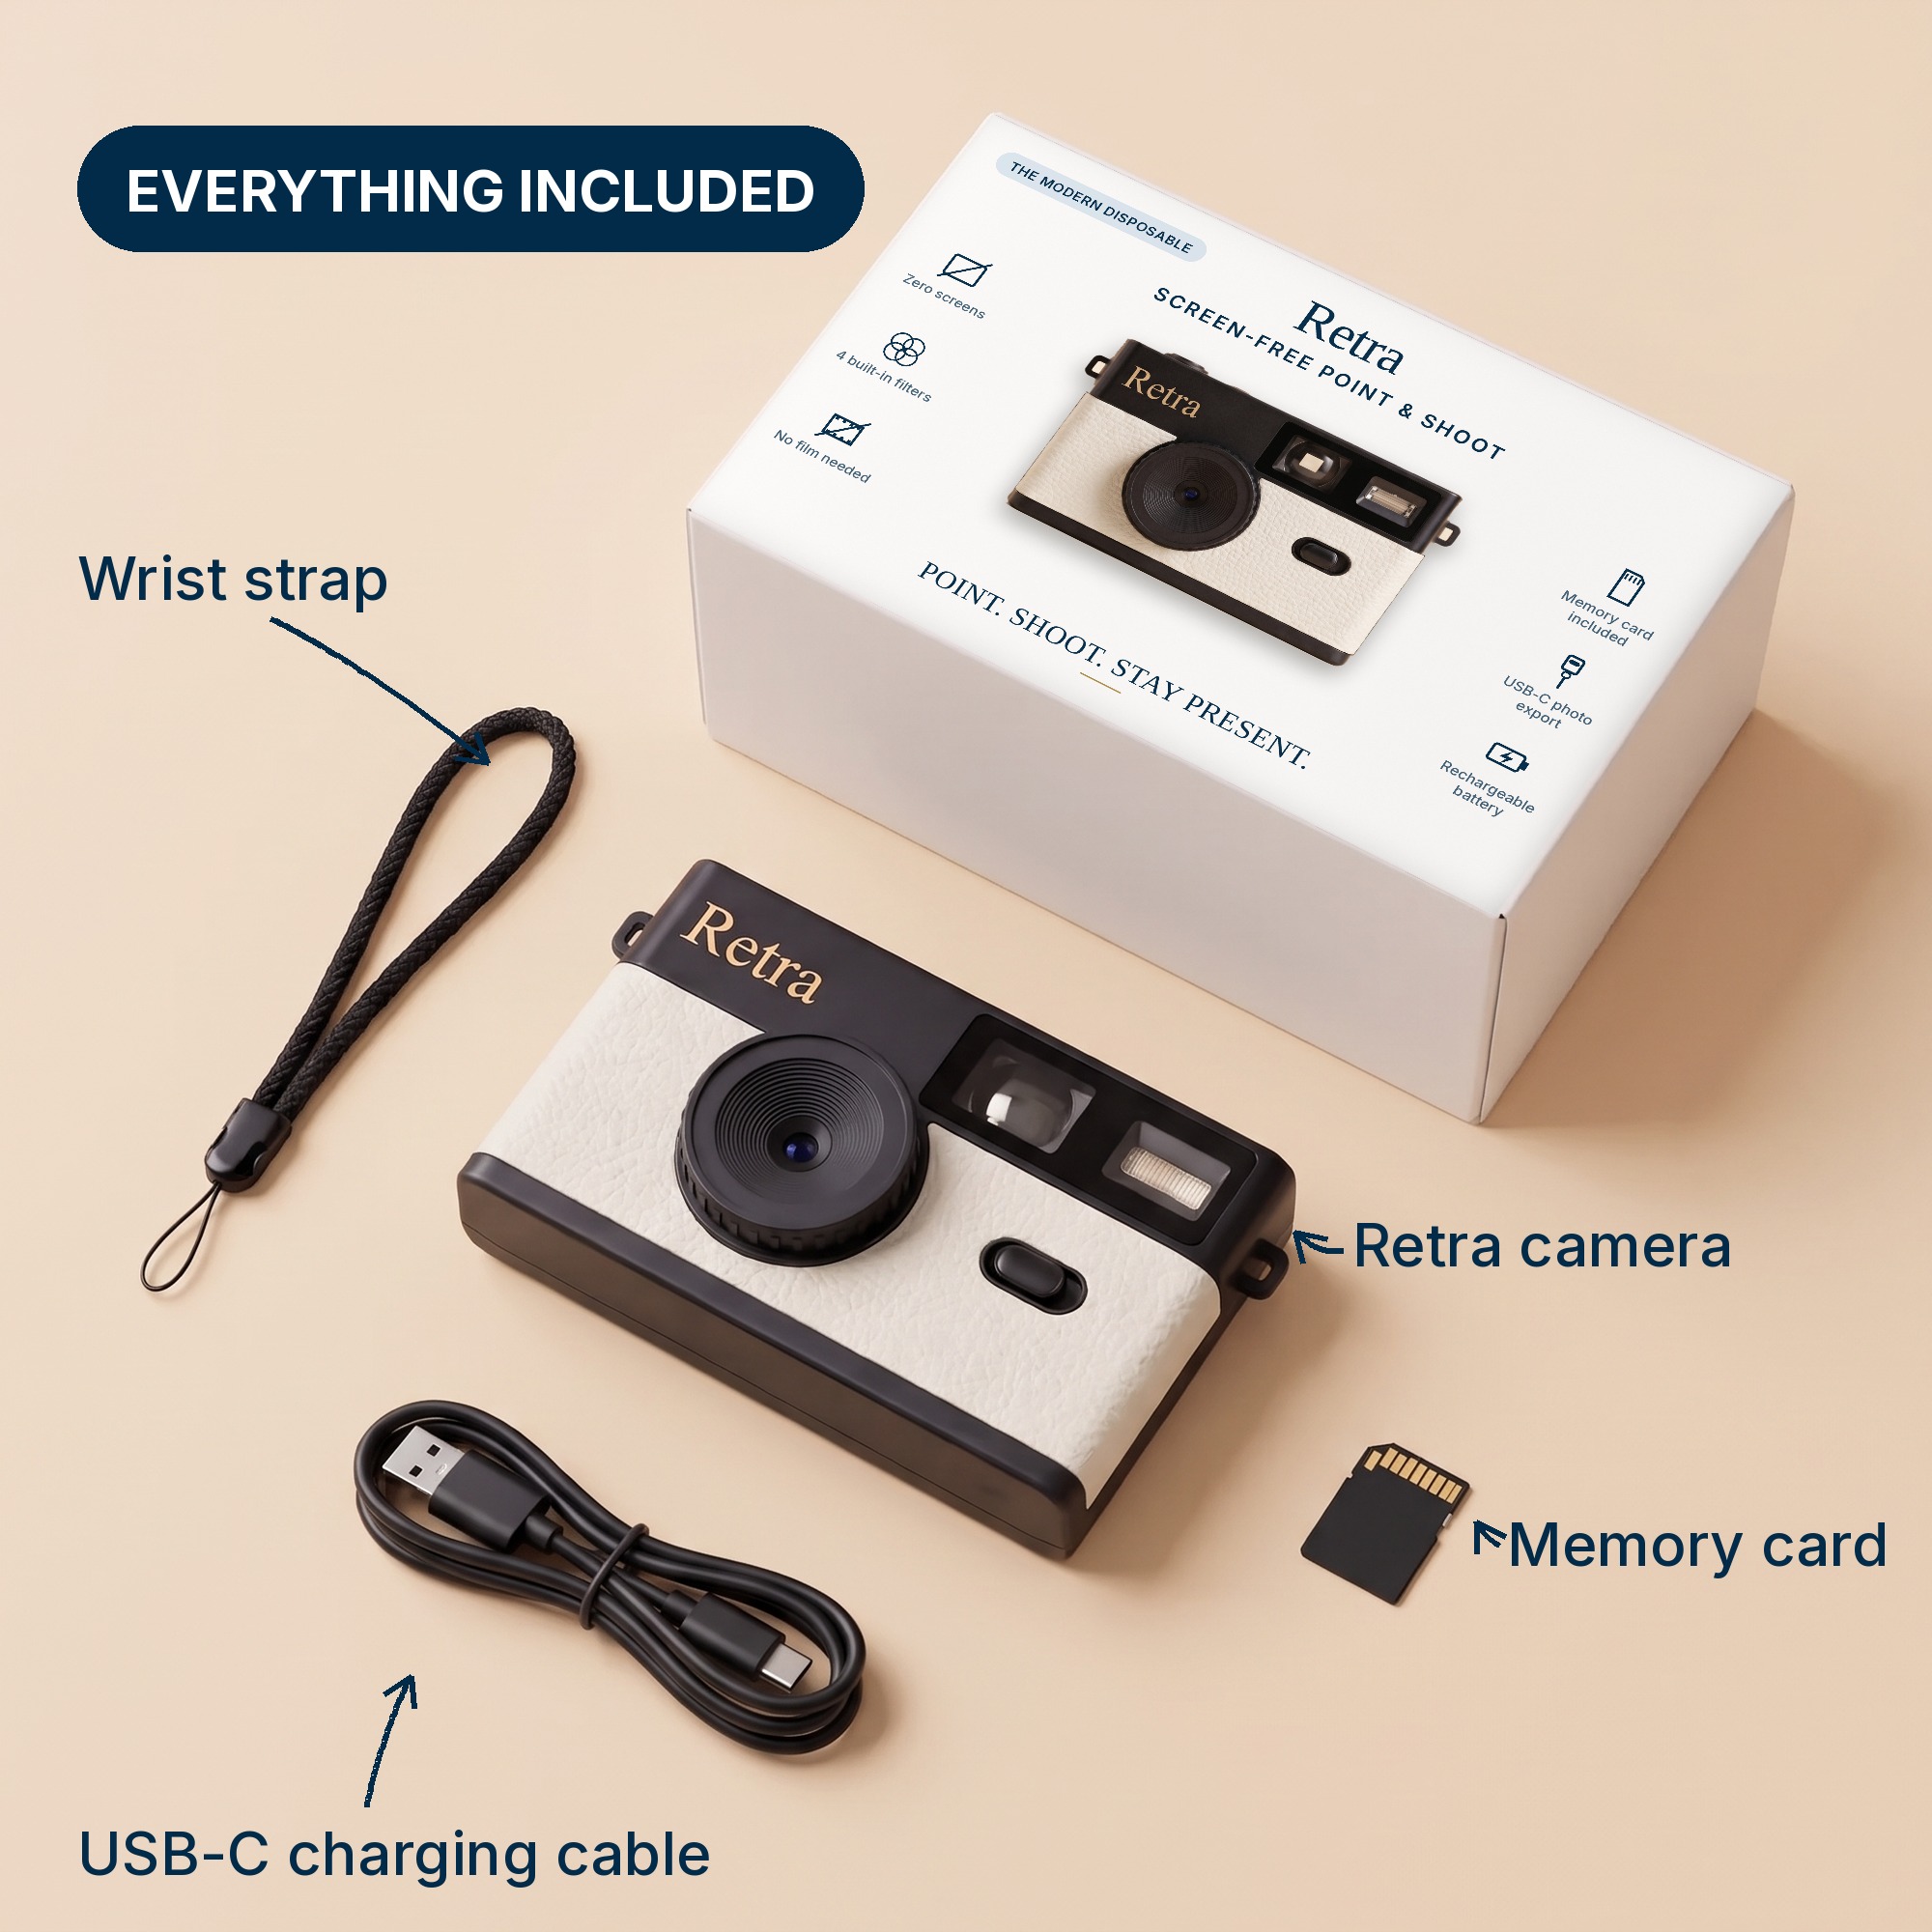 EVERYTHING INCLUDED
THE MODERN DISPOSABLE
Zero screens
4 built-in filters
No film needed
Retra
SCREEN-FREE POINT & SHOOT
Retra
POINT. SHOOT. STAY PRESENT.
Memory card
included
USB-C photo
export
Rechargeable
battery
Wrist strap
Retra
Retra camera
Memory card
USB-C charging cable